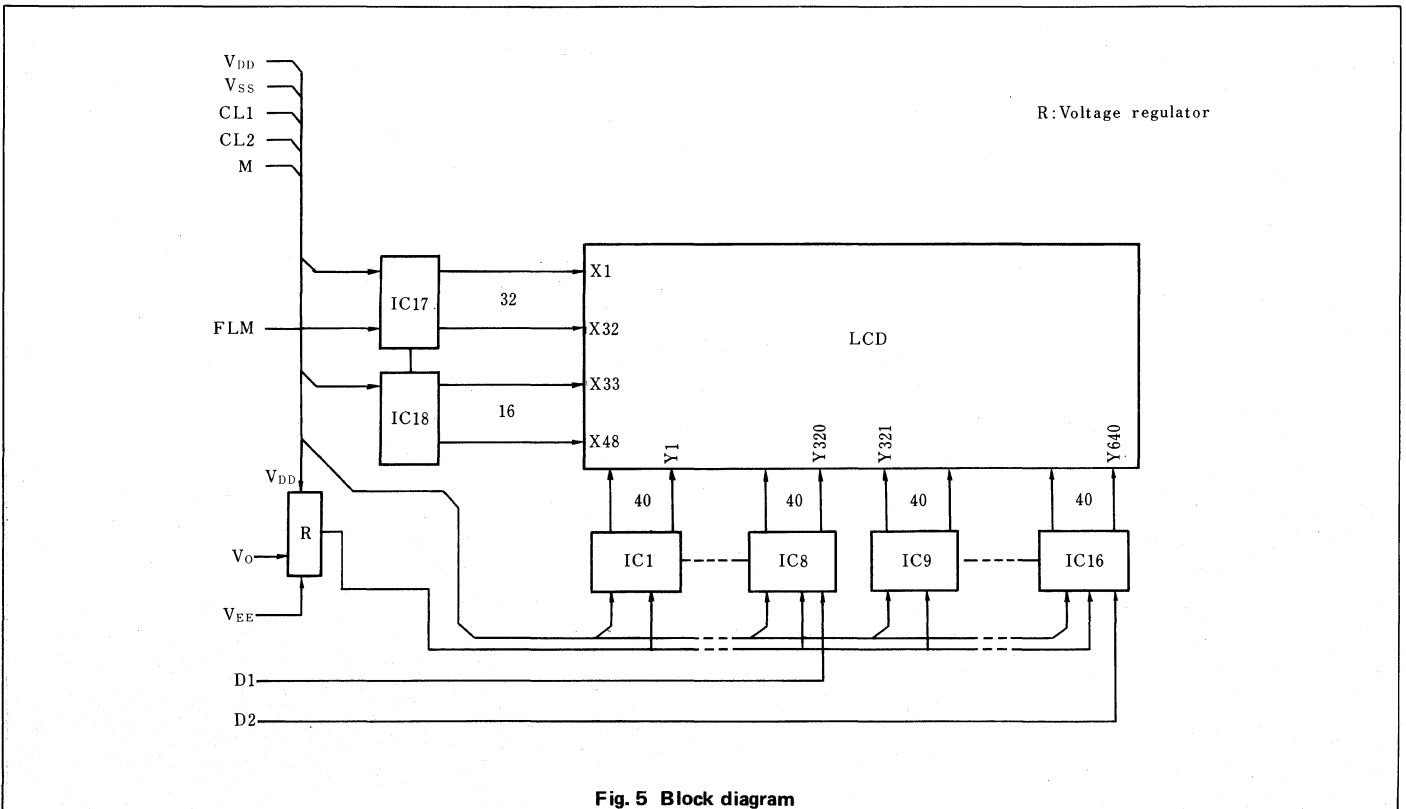 VDD
VSS
CL1
CL2
M
R:Voltage regulator
FLM
IC17
32
X1
X32
LCD
IC18
16
X33
X48
Y1
Y320
Y321
Y640
VDD
R
VO
VEE
40
40
40
40
IC1
IC8
IC9
IC16
D1
D2
Fig. 5 Block diagram